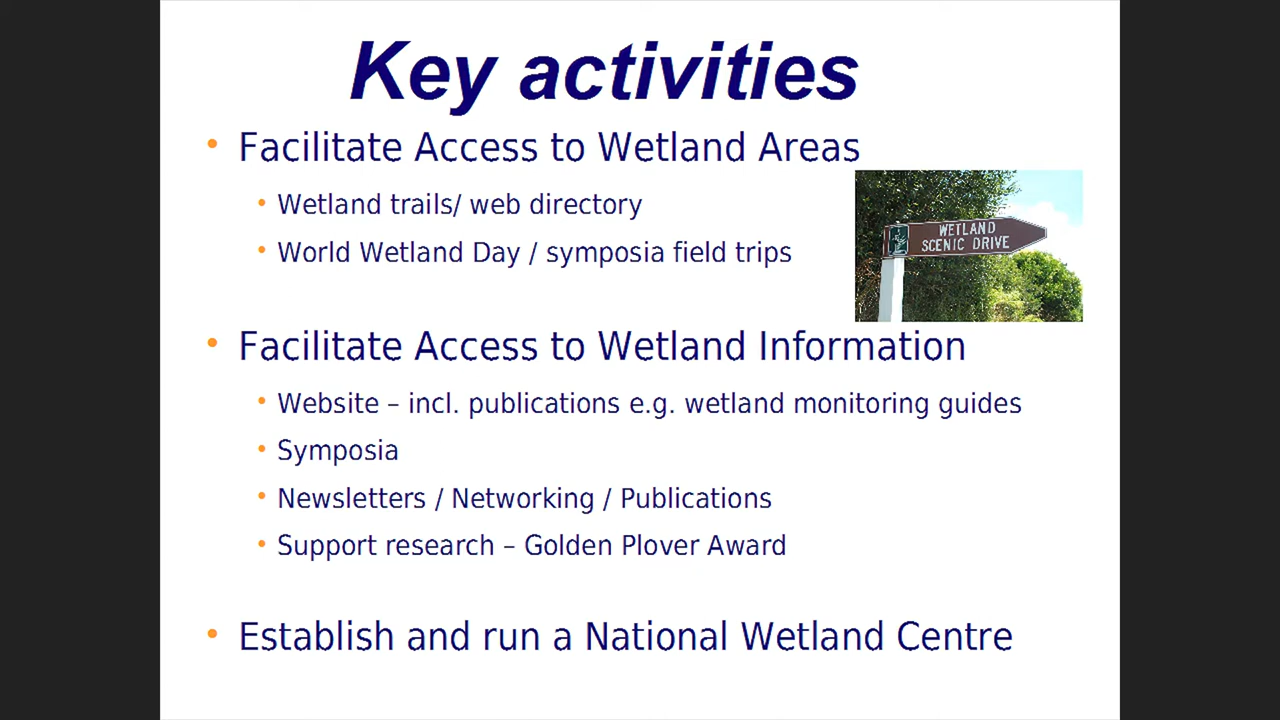 Key activities
• Facilitate Access to Wetland Areas
• Wetland trails/ web directory
• World Wetland Day / symposia field trips
WETLAND
SCENIC DRIVE
• Facilitate Access to Wetland Information
• Website – incl. publications e.g. wetland monitoring guides
• Symposia
• Newsletters / Networking / Publications
• Support research – Golden Plover Award
• Establish and run a National Wetland Centre